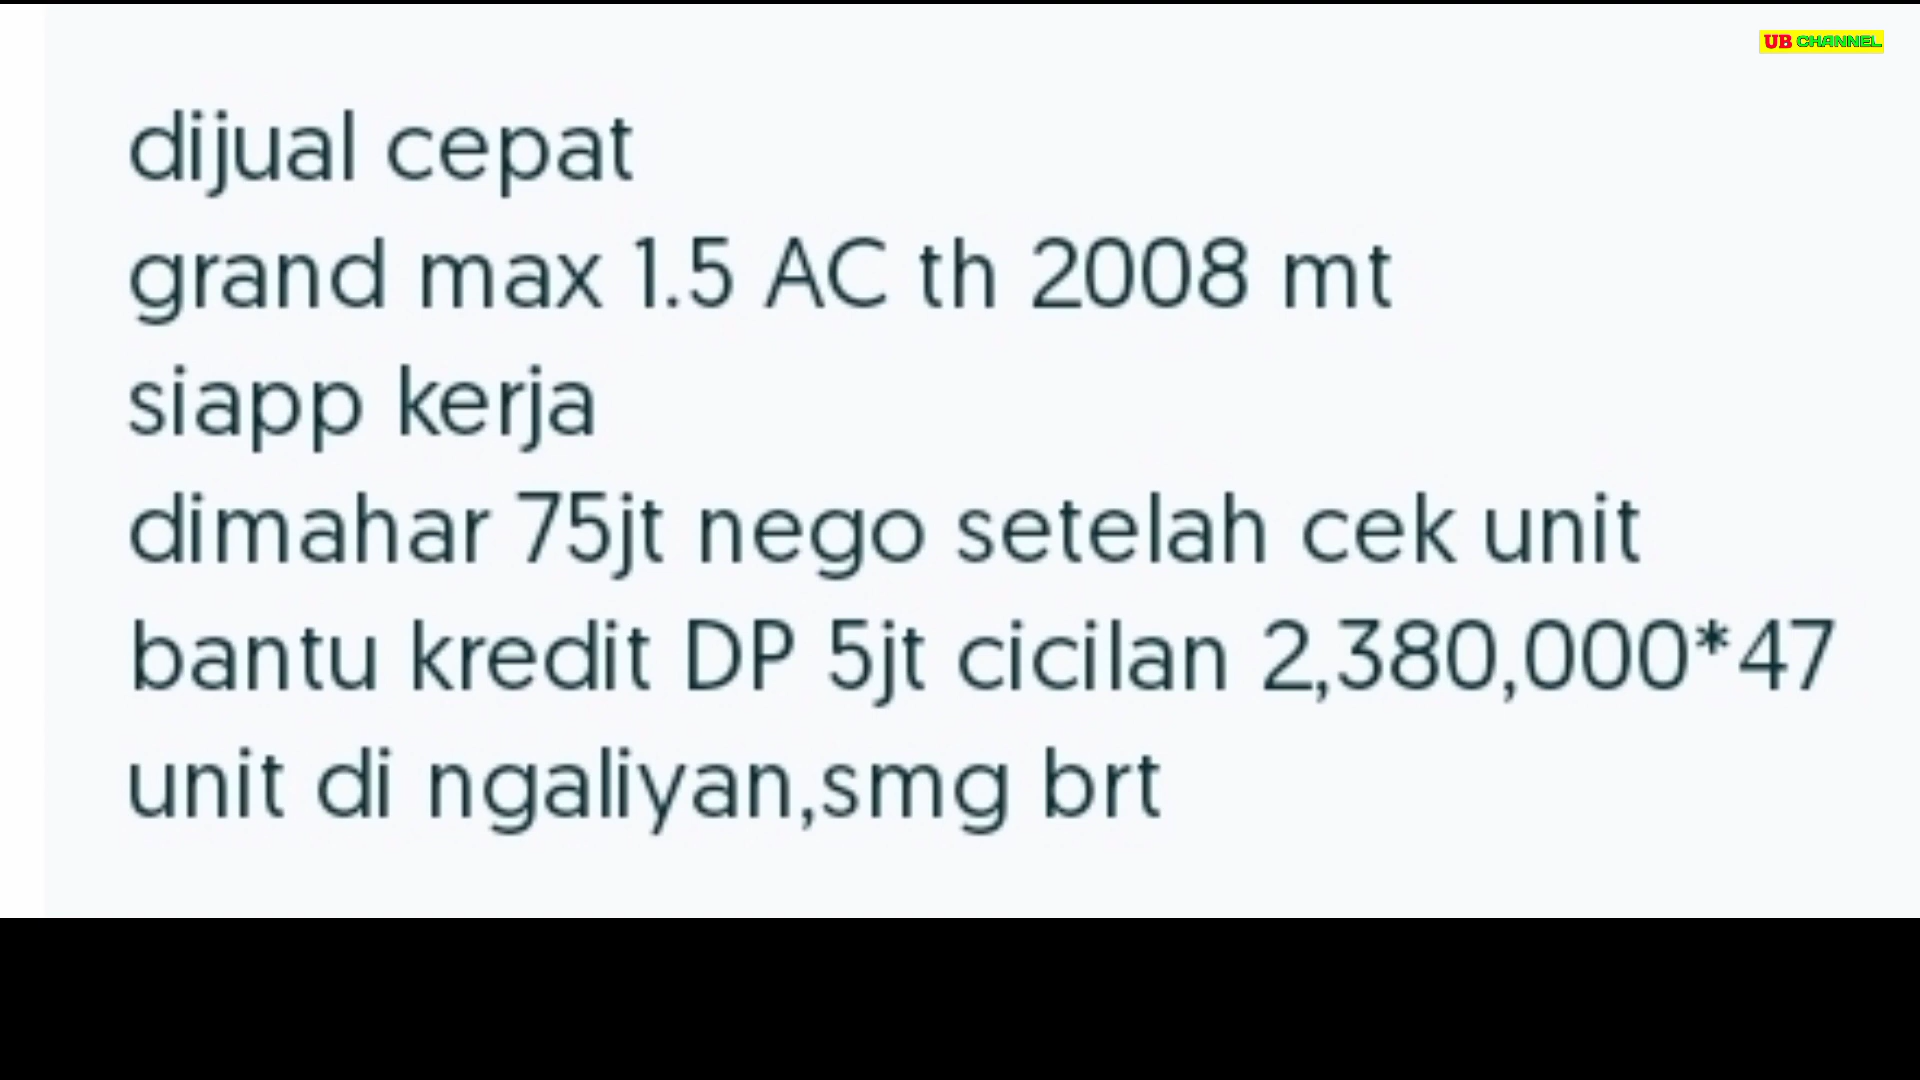 UB CHANNEL
dijual cepat
grand max 1.5 AC th 2008 mt
siapp kerja
dimahar 75jt nego setelah cek unit
bantu kredit DP 5jt cicilan 2,380,000*47
unit di ngaliyan,smg brt